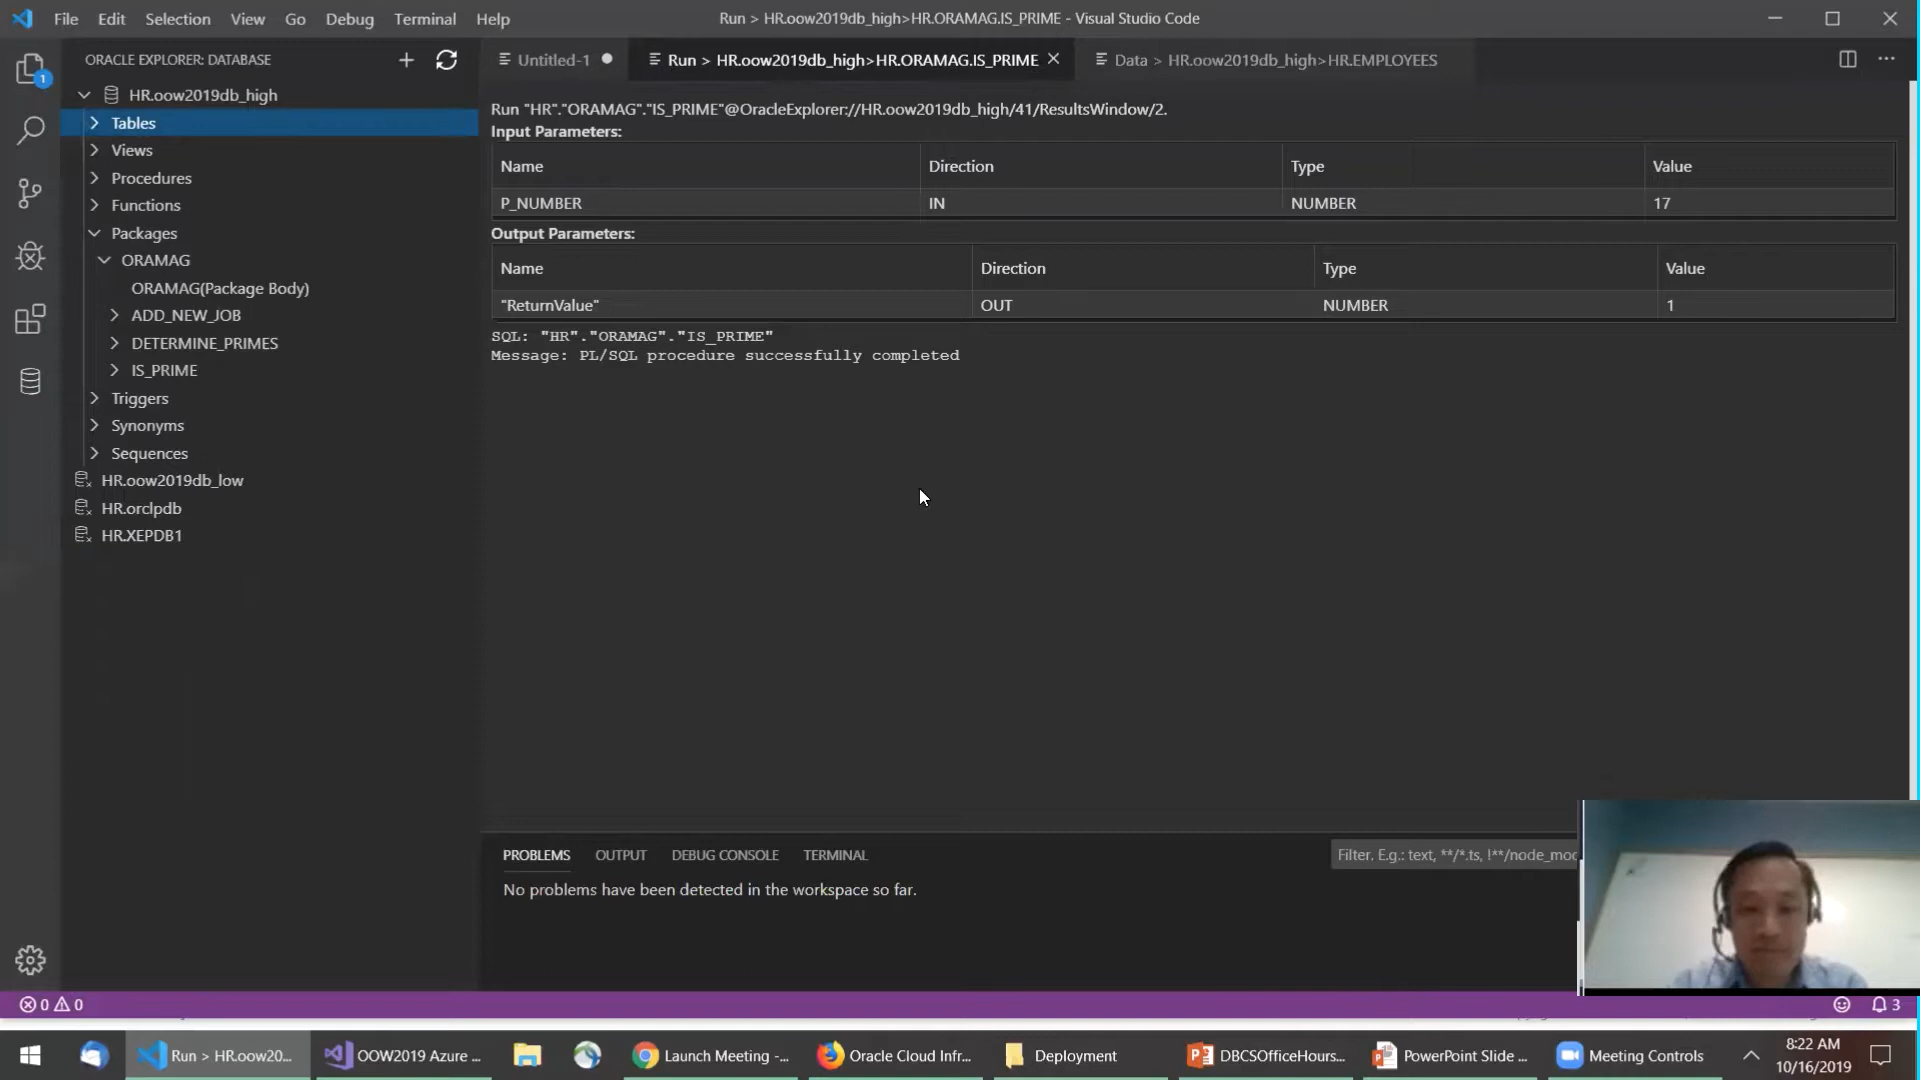 File Edit Selection View Go Debug Terminal Help
Run > HR.oow2019db_high>HR.ORAMAG.IS_PRIME - Visual Studio Code
ORACLE EXPLORER: DATABASE
Untitled-1
Run > HR.oow2019db_high>HR.ORAMAG.IS_PRIME
Data > HR.oow2019db_high>HR.EMPLOYEES
1
HR.oow2019db_high
Tables
Views
Procedures
Functions
Packages
ORAMAG
ORAMAG(Package Body)
ADD_NEW_JOB
DETERMINE_PRIMES
IS_PRIME
Triggers
Synonyms
Sequences
HR.oow2019db_low
HR.orclpdb
HR.XEPDB1
Run "HR"."ORAMAG"."IS_PRIME"@OracleExplorer://HR.oow2019db_high/41/ResultsWindow/2.
Input Parameters:
Name Direction Type Value
P_NUMBER IN NUMBER 17
Output Parameters:
Name Direction Type Value
"ReturnValue" OUT NUMBER 1
SQL: "HR"."ORAMAG"."IS_PRIME"
Message: PL/SQL procedure successfully completed
PROBLEMS OUTPUT DEBUG CONSOLE TERMINAL
Filter. E.g.: text, **/*.ts, !**/node_moc
No problems have been detected in the workspace so far.
0 0
3
Run > HR.oow20...
OOW2019 Azure ...
Launch Meeting -...
Oracle Cloud Infr...
Deployment
DBCSOfficeHours...
PowerPoint Slide ...
Meeting Controls
8:22 AM
10/16/2019